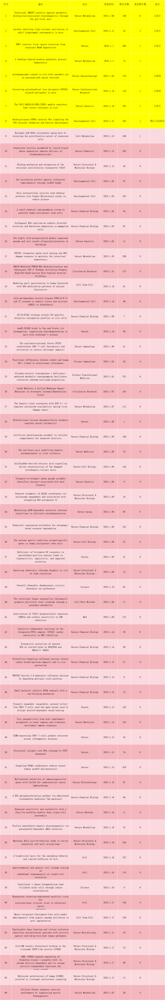 序号 题目 杂志 发表时间 图片总数 重复图片数 备注
1 Intestinal TM6SF2 protects against metabolic dysfunction-associated steatohepatitis through the gut-liver axis Nature Metabolism 2025.1.08 106 6 已更正
2 Lactate shuttling links histone lactylation to adult hippocampal neurogenesis in mice Developmental Cell 2025.1.17 53 2 已更正
3 FBP1 controls liver cancer evolution from senescent MASH hepatocytes Nature 2025.1.1 568 1 已更正
4 A feeding-induced myokine modulates glucose homeostasis Nature Metabolism 2025.1.2 73 1
5 Autophagosomes coated in situ with nanodots act as personalized cancer vaccines Nature Nanotechnology 2025.1.03 279 1 已澄清
6 Correcting mitochondrial loss mitigates NOTCH1-related aortopathy in mice Nature Cardiovascular Research 2025.1.14 110 1 已澄清
7 The NAT1-bHLH110-CER1/CER1L module regulates heat stress tolerance in rice Nature Genetics 2025.1.14 102 1 已更正
8 Deubiquitinase USP9X controls Wnt signaling for CNS vascular formation and barrier maintenance Developmental Cell 2025.1.31 203 1 图片方向错误
9 Exosomal miR-302b rejuvenates aging mice by reversing the proliferative arrest of senescent cells Cell Metabolism 2025.1.15 166 1
10 Coacervate vesicles assembled by liquid-liquid phase separation improve delivery of biopharmaceuticals Nature Chemistry 2025.1.13 205 0
11 Binding mechanism and antagonism of the vesicular acetylcholine transporter VAChT Nature Structural & Molecular Biology 2025.1.13 59 0
12 Gut microbiota protect against colorectal tumorigenesis through lncRNA Snhg9 Developmental Cell 2025.1.03 52 0
13 Rice extracellular vesicles send defense proteins into fungus Rhizoctonia solani to reduce disease Developmental Cell 2025.1.03 107 0
14 A rapid chemical reprogramming system to generate human pluripotent stem cells Nature Chemical Biology 2025.1.03 43 0
15 Orthogonal RNA replication enables directed evolution and Darwinian adaptation in mammalian cells Nature Chemical Biology 2025.1.03 62 0
16 The highly allo-autopolyploid modern sugarcane genome and very recent allopolyploidization in Saccharum Nature Genetics 2025.1.03 11 0
17 NUFIP1 integrates amino acid sensing and DNA damage response to maintain the intestinal homeostasis Nature Metabolism 2025.1.03 209 0
18 BRISC-Mediated PPM1B-K63 Deubiquitination and Subsequent TGF-β Pathway Activation Promote High-Fat/High-Sucrose Diet-Induced Arterial Stiffness Circulation Research 2025.1.31 127 0
19 Modeling early gastrulation in human blastoids with DNA methylation patterns of natural blastocysts Cell Stem Cell . 2025.1.14 91 0
20 Calcium-dependent protein kinases CPK3/4/6/11 and 27 respond to osmotic stress and activate SnRK2s in Arabidopsis Developmental Cell 2025.1.14 40 0
21 E2-Ub-R74G strategy reveals E2-specific ubiquitin conjugation profiles in live cells Nature Chemical Biology 2025.1.06 7 0
22 ApoE3 R136S binds to Tau and blocks its propagation, suppressing neurodegeneration in mice with Alzheimer's disease Neuron 2025.1.14 88 0
23 The epitranscriptional factor PCIF1 orchestrates CD8+ T cell ferroptosis and activation to control antitumor immunity Nature Immunology 2025.1.06 41 0
24 Functional differences between rodent and human PD-1 linked to evolutionary divergence Science Immunology 2025.1.03 56 0
25 Glutamic-pyruvic transaminase 1 deficiency-mediated metabolic reprogramming facilitates colorectal adenoma-carcinoma progression Science Translational Medicine 2025.1.01 237 0
26 Vps4a Mediates a Unified Membrane Repair Machinery to Attenuate Ischemia/Reperfusion Injury Circulation Research 2025.1.07 163 0
27 The hepatic clock synergizes with HIF-1α to regulate nucleotide availability during liver damage repair Nature Metabolism 2025.1.07 112 0
28 Bidirectional histone monoaminylation dynamics regulate neural rhythmicity Nature 2025.1.08 1 0
29 Artificial metalloenzyme assembly in cellular compartments for enhanced catalysis Nature Chemical Biology 2025.1.08 190 0
30 The gut-brain axis underlying hepatic encephalopathy in liver cirrhosis Nature Medicine 2025.1.08 70 0
31 Gallbladder-derived retinoic acid signalling drives reconstruction of the damaged intrahepatic biliary ducts Nature Cell Biology 2025.1.08 143 0
32 Telomere-to-telomere sheep genome assembly identifies variants associated with wool fineness Nature Genetics 2025.1.08 6 0
33 Inherent asymmetry of Rpd3S coordinates its nucleosome engagement and association with elongating RNA polymerase II Nature Structural & Molecular Biology 2025.1.08 18 0
34 Modulating mTOR-dependent astrocyte substate transitions to alleviate neurodegeneration Nature Aging 2025.1.08 68 0
35 Chemically engineered antibodies for autophagy-based receptor degradation Nature Chemical Biology 2025.1.09 231 0
36 The nuclear matrix stabilizes primed-specific genes in human pluripotent stem cells Nature Cell Biology 2025.1.09 52 0
37 Deficiency of histamine H2 receptors in parvalbumin-positive neurons leads to hyperactivity, impulsivity, and impaired attention Neuron 2025.1.08 31 0
38 Capturing eukaryotic ribosome dynamics in situ at high resolution Nature Structural & Molecular Biology 2025.1.09 13 0
39 Sexually dimorphic dopaminergic circuits determine sex preference Science 2025.1.10 62 0
40 The intestinal fungus Aspergillus tubingensis promotes polycystic ovary syndrome through a secondary metabolite Cell Host Microbe 2025.1.08 17 0
41 Inactivation of TACC2 epigenetically represses CDKN1A and confers sensitivity to CDK inhibitors Med 2025.1.09 212 0
42 Catalytic-independent functions of the Integrator-PP2A complex (INTAC) confer sensitivity to BET inhibition Nature Chemical Biology 2025.1.14 28 0
43 Synergistic protection of nascent DNA at stalled forks by MSANTD4 and BRCA1/2–RAD51 Nature Chemical Biology 2025.1.14 89 0
44 Proteolysis-targeting influenza vaccine strains induce broad-spectrum immunity and in vivo protection Nature Chemical Biology 2025.1.15 21 0
45 PROTAR Vaccine 2.0 generates influenza vaccines by degrading multiple viral proteins Nature Chemical Biology 2025.1.15 6 0
46 Small molecule inhibits KCNQ channels with a non-blocking mechanism Nature Chemical Biology 2025.1.15 12 0
47 Clonally expanded, targetable, natural killer-like NKG7 T cells seed the aged spinal cord to disrupt myeloid-dependent wound healing Neuron 2025.1.13 143 0
48 Zinc nanoparticles from oral supplements accumulate in renal tumours and stimulate antitumour immune responses Nature Materials 2025.1.15 163 0
49 GZMK-expressing CD8+ T cells promote recurrent airway inflammatory diseases Nature 2025.1.15 42 0
50 Structural insights into RNA cleavage by PIWI Argonaute Nature 2025.1.15 74 0
51 Targeting FOXM1 condensates reduces breast tumour growth and metastasis Nature 2025.1.15 476 0
52 Multiplexed inhibition of immunosuppressive genes with Cas13d for combinatorial cancer immunotherapy Nature Biotechnology 2025.1.16 97 0
53 A DNA phosphorothioation pathway via adenylated intermediate modulates Tdp machinery Nature Chemical Biology 2025.1.16 66 0
54 Enhanced sensitivity and scalability with a Chip-Tip workflow enables deep single-cell proteomics Nature Methods 2025.1.16 11 0
55 Proline exacerbates hepatic gluconeogenesis via paraspeckle-dependent mRNA retention Nature Metabolism 2025.1.16 52 0
56 Maternal ELL3 loss-of-function leads to oocyte aneuploidy and early miscarriage Nature Structural & Molecular Biology 2025.1.16 204 0
57 A biophysical basis for the spreading behavior and limited diffusion of Xist Cell 2025.1.16 257 0
58 Spatiotemporal and genetic cell lineage tracing of endodermal organogenesis at single-cell resolution Cell 2025.1.16 178 0
59 Nonalloyed α-phase formamidinium lead triiodide solar cells through iodine intercalation Science 2025.1.16 8 0
60 Hyperacute rejection-engineered oncolytic virus for interventional clinical trial in refractory cancer patients Cell 2025.1.17 234 0
61 Mouse totipotent blastomere-like cells model embryogenesis from zygotic genome activation to post implantation Cell Stem Cell 2025.1.17 236 0
62 Explainable deep learning and virtual evolution identifies antimicrobial peptides with activity against multidrug-resistant human pathogens Nature Microbiology 2025.1.17 28 0
63 Cryo-EM reveals cholesterol binding in the lysosomal GPCR-like protein LYCHOS Nature Structural & Molecular Biology 2025.1.17 10 0
64 ERK–USP9X-coupled regulation of thymidine kinase 1 promotes both its enzyme activity-dependent and its enzyme activity-independent functions for tumor growth Nature Structural & Molecular Biology 2025.1.17 80 0
65 Molecular architecture of human LYCHOS involved in lysosomal cholesterol signaling Nature Structural & Molecular Biology 2025.1.17 11 0
66 Cellular Feimin enhances exercise performance by suppressing muscle thermogenesis Nature Metabolism 2025.1.02 59 0